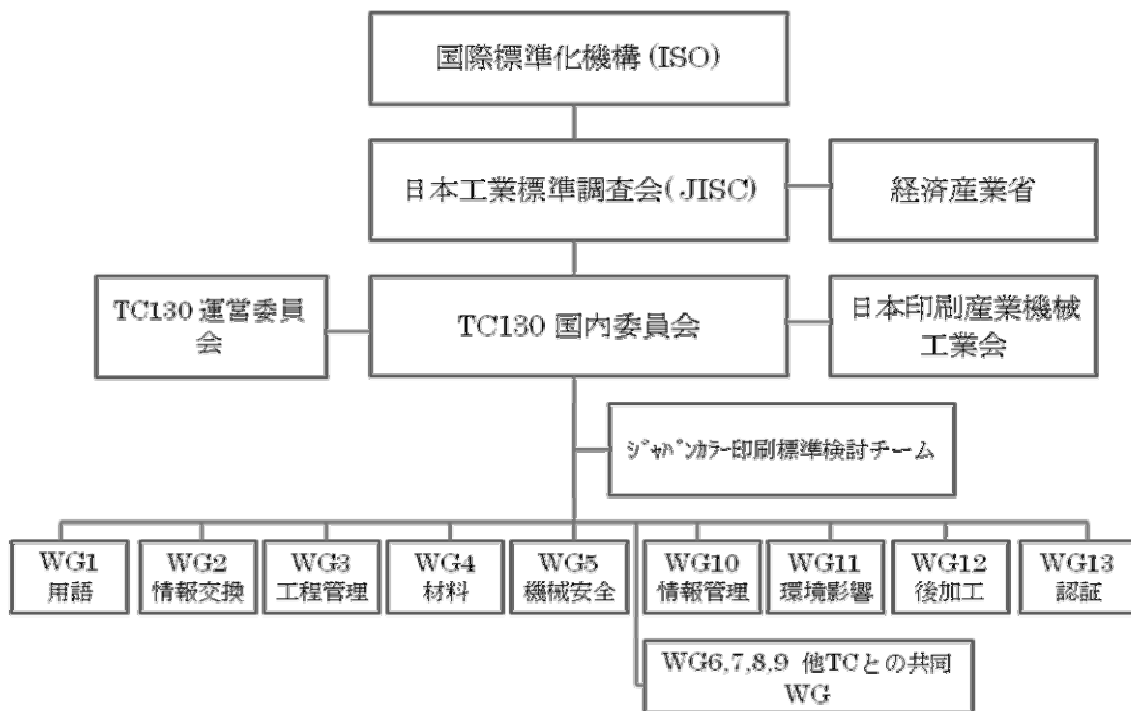 国際標準化機構 (ISO)
日本工業標準調査会( JISC)
経済産業省
TC130 運営委員
会
TC130 国内委員会
日本印刷産業機械
工業会
ｼﾞｬﾊﾟﾝｶﾗｰ印刷標準検討チーム
WG1
用語
WG2
情報交換
WG3
工程管理
WG4
材料
WG5
機械安全
WG10
情報管理
WG11
環境影響
WG12
後加工
WG13
認証
WG6,7,8,9 他TCとの共同
WG